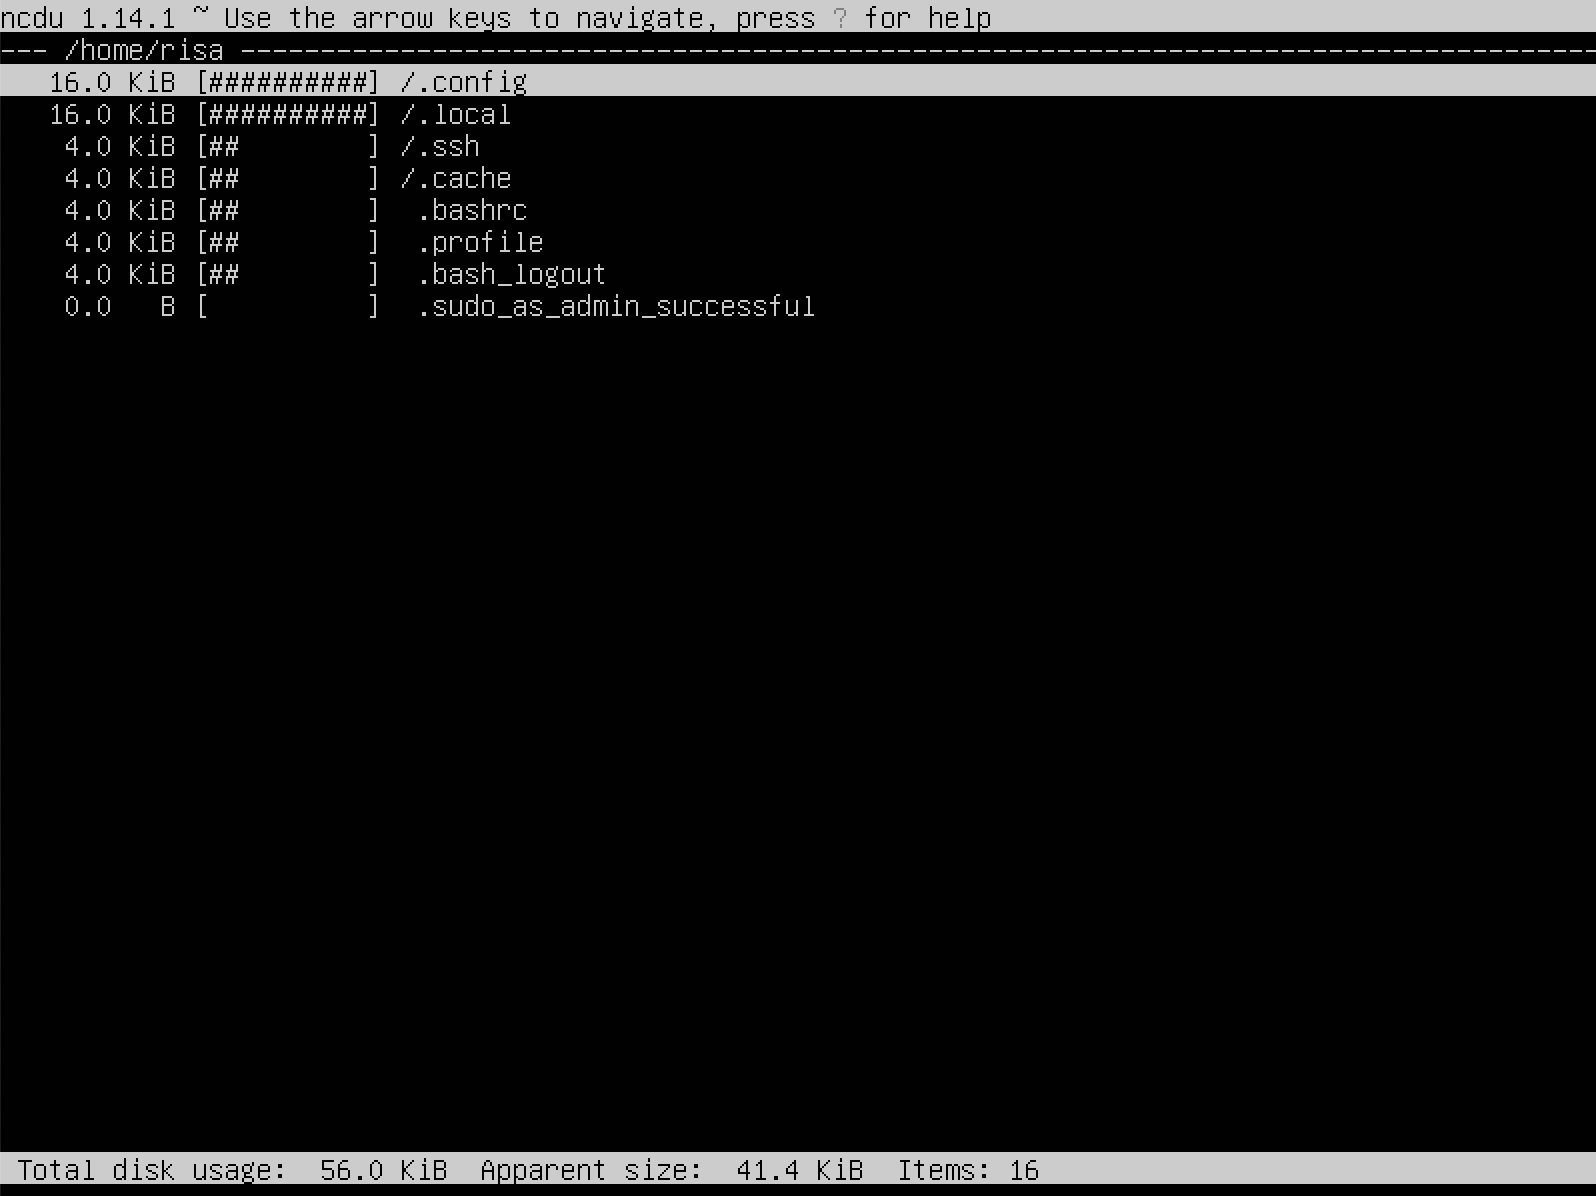 ncdu 1.14.1 ~ Use the arrow keys to navigate, press ? for help
--- /home/risa -------------------------------------------------------------------------------------
   16.0 KiB [##########] /.config
   16.0 KiB [##########] /.local
    4.0 KiB [##        ] /.ssh
    4.0 KiB [##        ] /.cache
    4.0 KiB [##        ]  .bashrc
    4.0 KiB [##        ]  .profile
    4.0 KiB [##        ]  .bash_logout
    0.0   B [          ]  .sudo_as_admin_successful
 Total disk usage:  56.0 KiB  Apparent size:  41.4 KiB  Items: 16